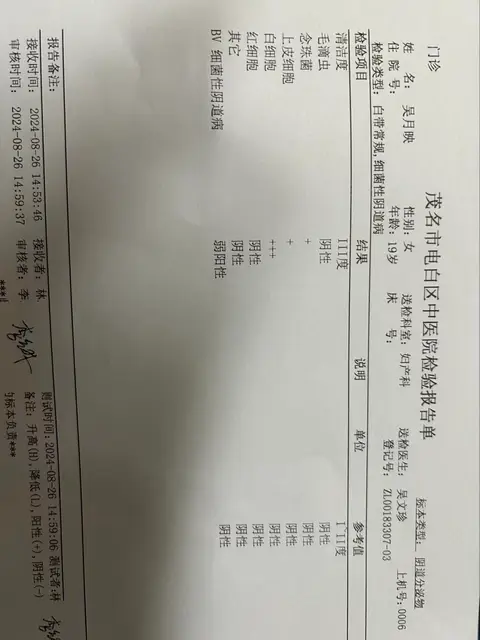 茂名市电白区中医院检验报告单
门诊 标本类型: 阴道分泌物
姓 名: 吴月映 性别: 女 送检科室: 妇产科 送检医生: 吴文珍 上机号: 0006
住 院 号: 年龄: 19岁 床 号: 登记号: ZL00183307-03
检验类型: 白带常规,细菌性阴道病
检验项目 结果 说明 单位 参考值
清洁度 III度 I~II度
毛滴虫 阴性 阴性
念珠菌 + 阴性
上皮细胞 + 阴性
白细胞 +++ 阴性
红细胞 阴性 阴性
其它 阴性 阴性
BV 细菌性阴道病 弱阳性 阴性
报告备注:
接收时间: 2024-08-26 14:53:46 接收者: 林 测试时间: 2024-08-26 14:59:06 测试者: 林
审核时间: 2024-08-26 14:59:37 审核者: 李 备注: 升高(H),降低(L),阳性(+),阴性(-)
标本负责***